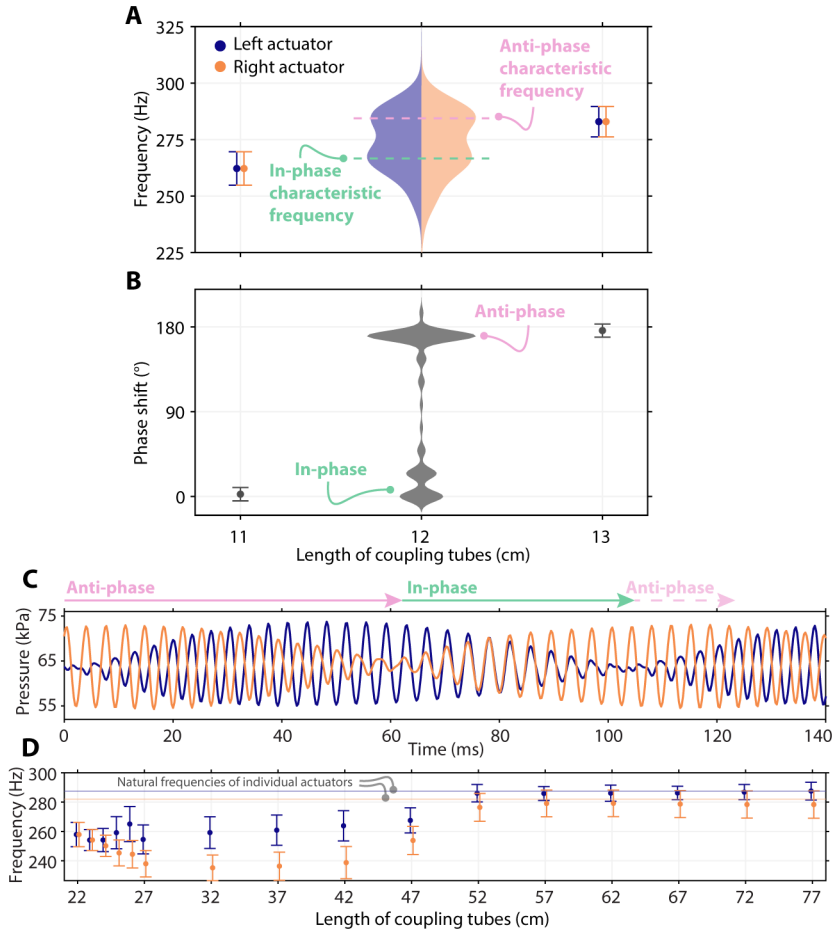 A
325
300
275
250
225
Frequency (Hz)
Left actuator
Right actuator
Anti-phase
characteristic
frequency
In-phase
characteristic
frequency
B
180
90
0
Phase shift (°)
Anti-phase
In-phase
11 12 13
Length of coupling tubes (cm)
C
Anti-phase In-phase Anti-phase
75
65
55
Pressure (kPa)
0 20 40 60 80 100 120 140
Time (ms)
D
300
280
260
240
Frequency (Hz)
Natural frequencies of individual actuators
22 27 32 37 42 47 52 57 62 67 72 77
Length of coupling tubes (cm)